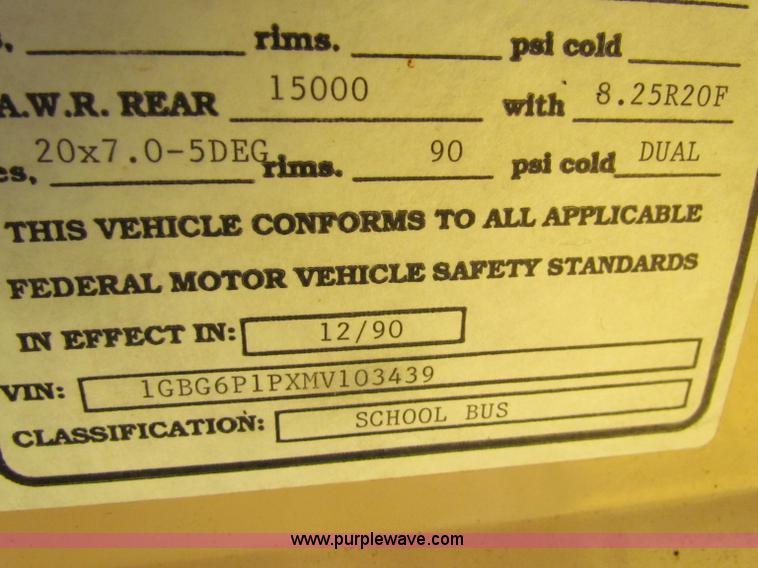 rims. psi cold
A.W.R. REAR 15000 with 8.25R20F
es, 20x7.0-5DEG rims. 90 psi cold DUAL
THIS VEHICLE CONFORMS TO ALL APPLICABLE
FEDERAL MOTOR VEHICLE SAFETY STANDARDS
IN EFFECT IN: 12/90
VIN: 1GBG6P1PXMV103439
CLASSIFICATION: SCHOOL BUS
www.purplewave.com